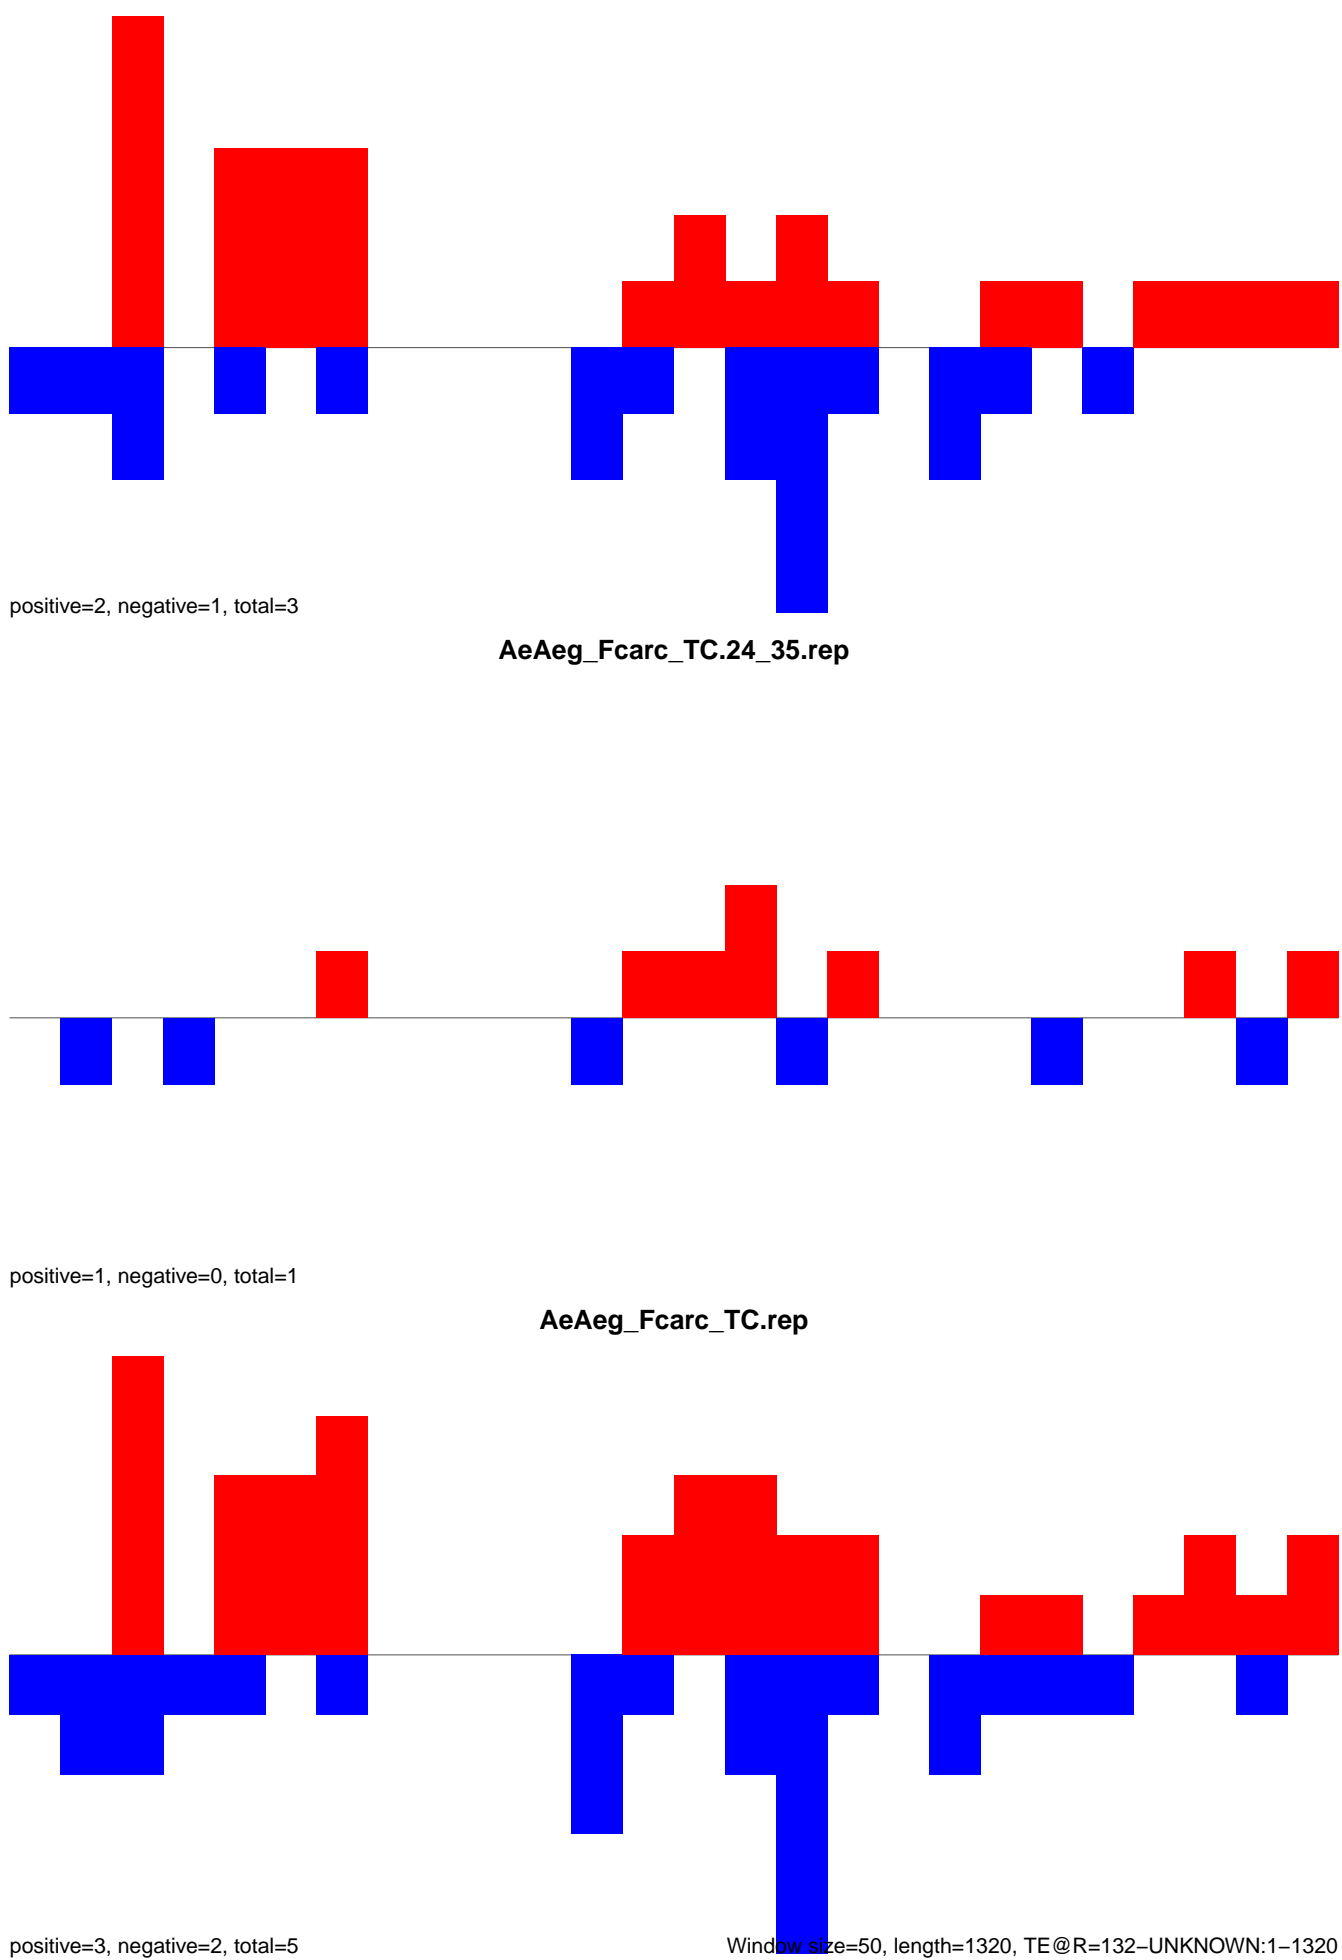 positive=2, negative=1, total=3
AeAeg_Fcarc_TC.24_35.rep
positive=1, negative=0, total=1
AeAeg_Fcarc_TC.rep
positive=3, negative=2, total=5
Window size=50, length=1320, TE@R=132−UNKNOWN:1−1320